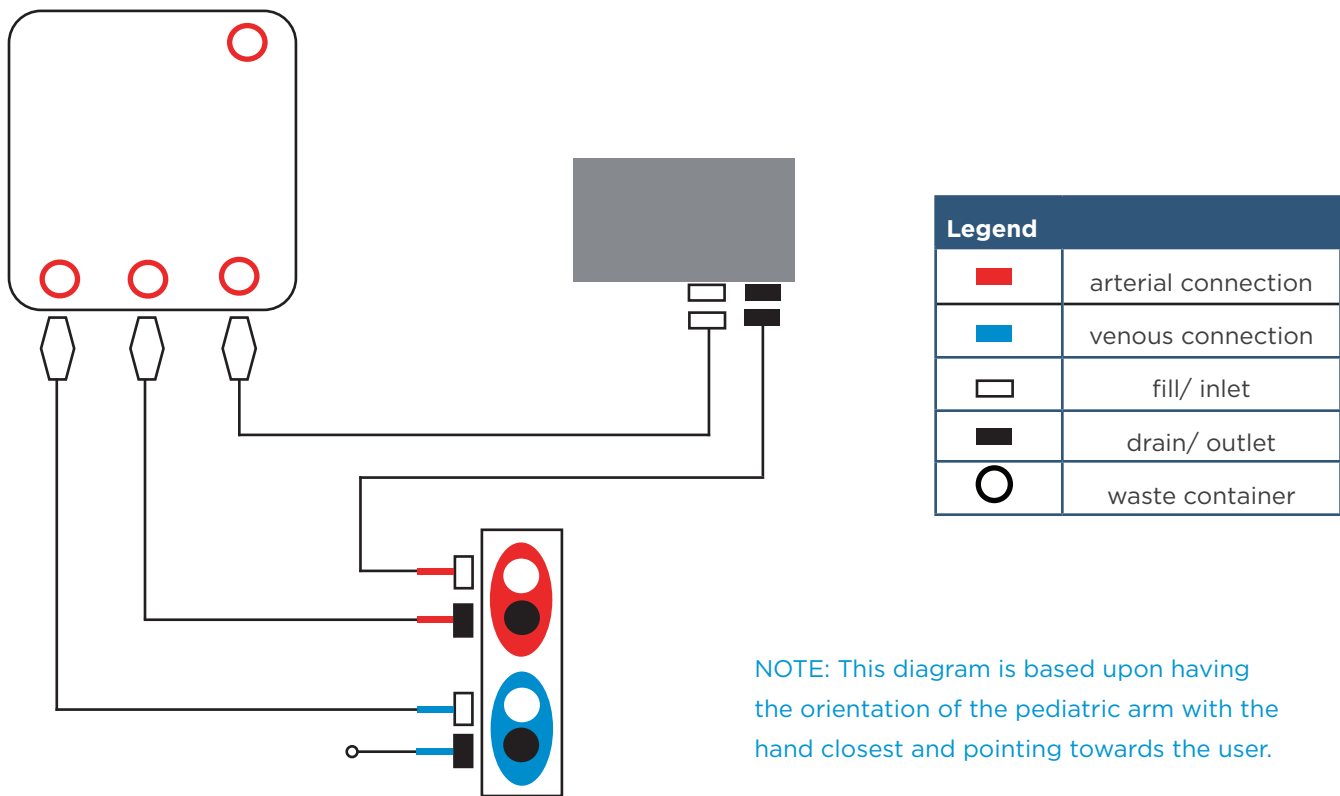 Legend
arterial connection
venous connection
fill/ inlet
drain/ outlet
waste container
NOTE: This diagram is based upon having
the orientation of the pediatric arm with the
hand closest and pointing towards the user.